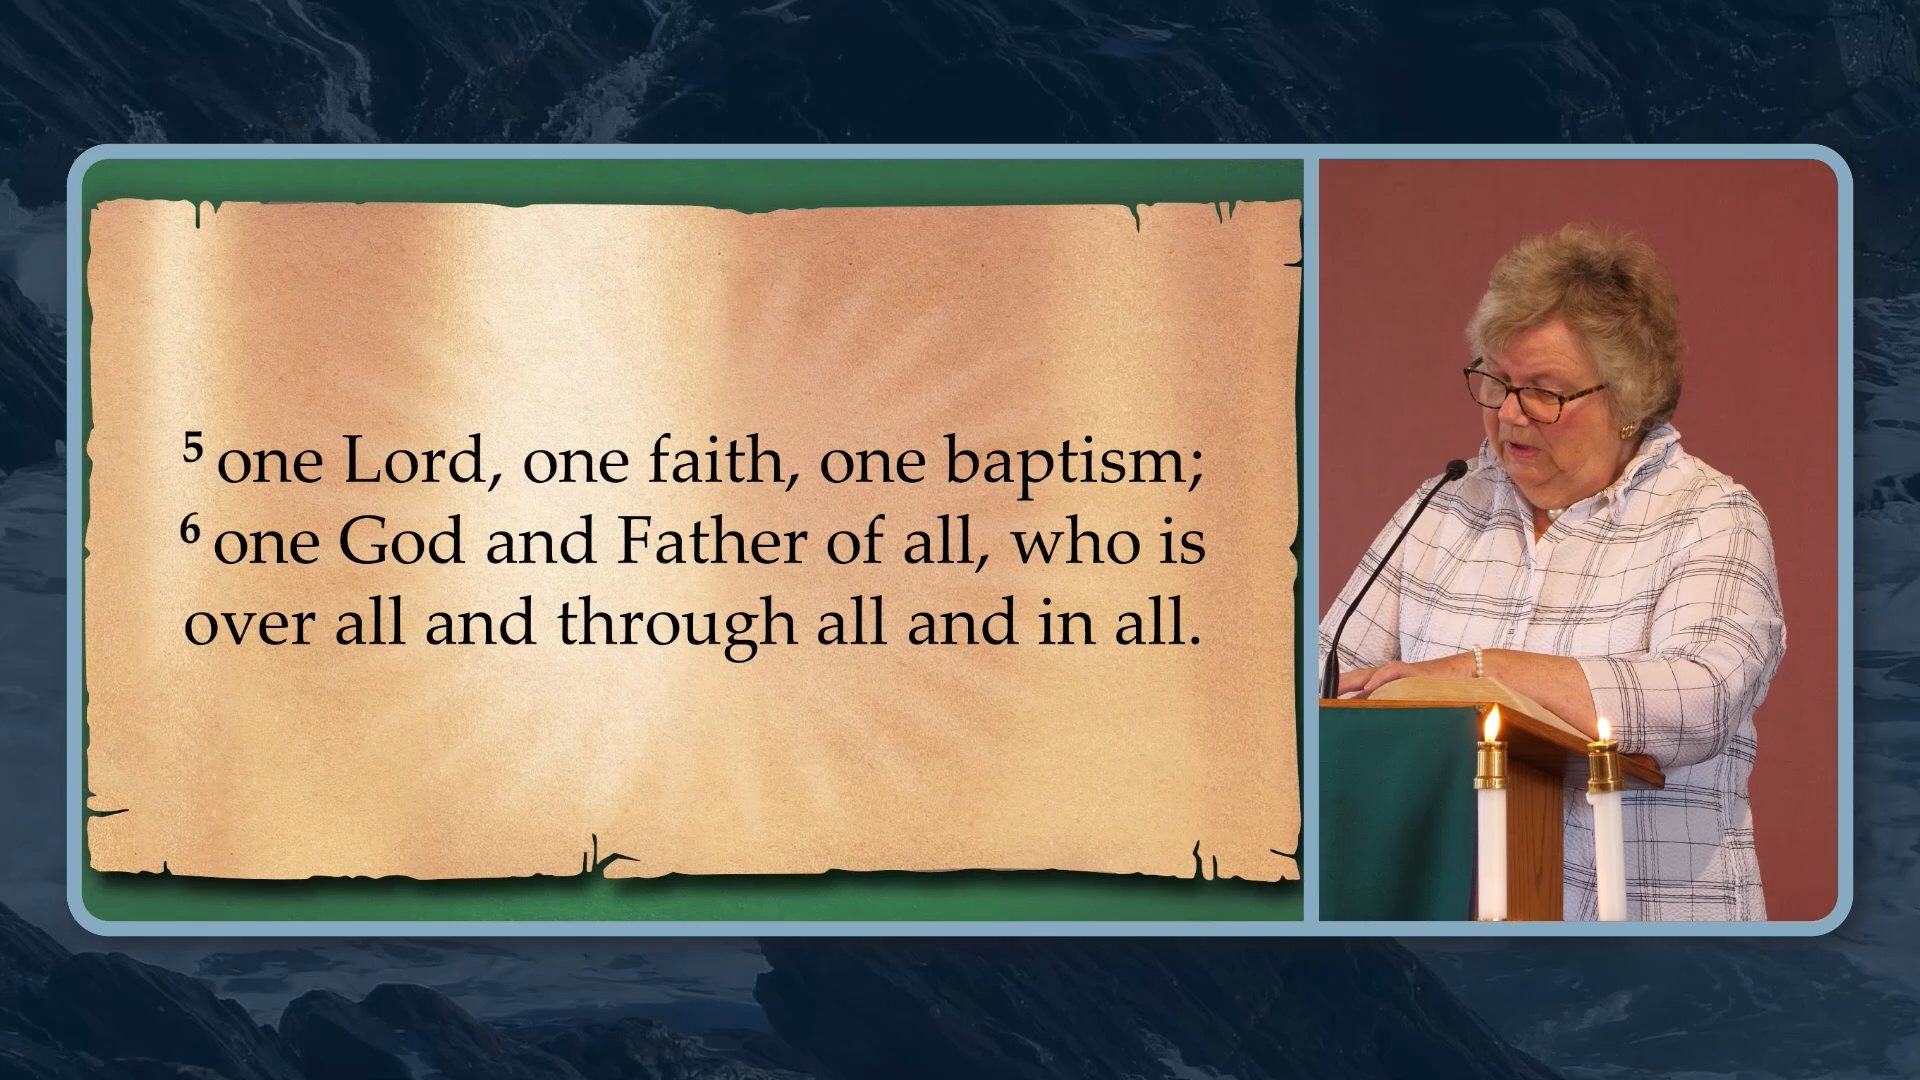 5 one Lord, one faith, one baptism;
6 one God and Father of all, who is
over all and through all and in all.